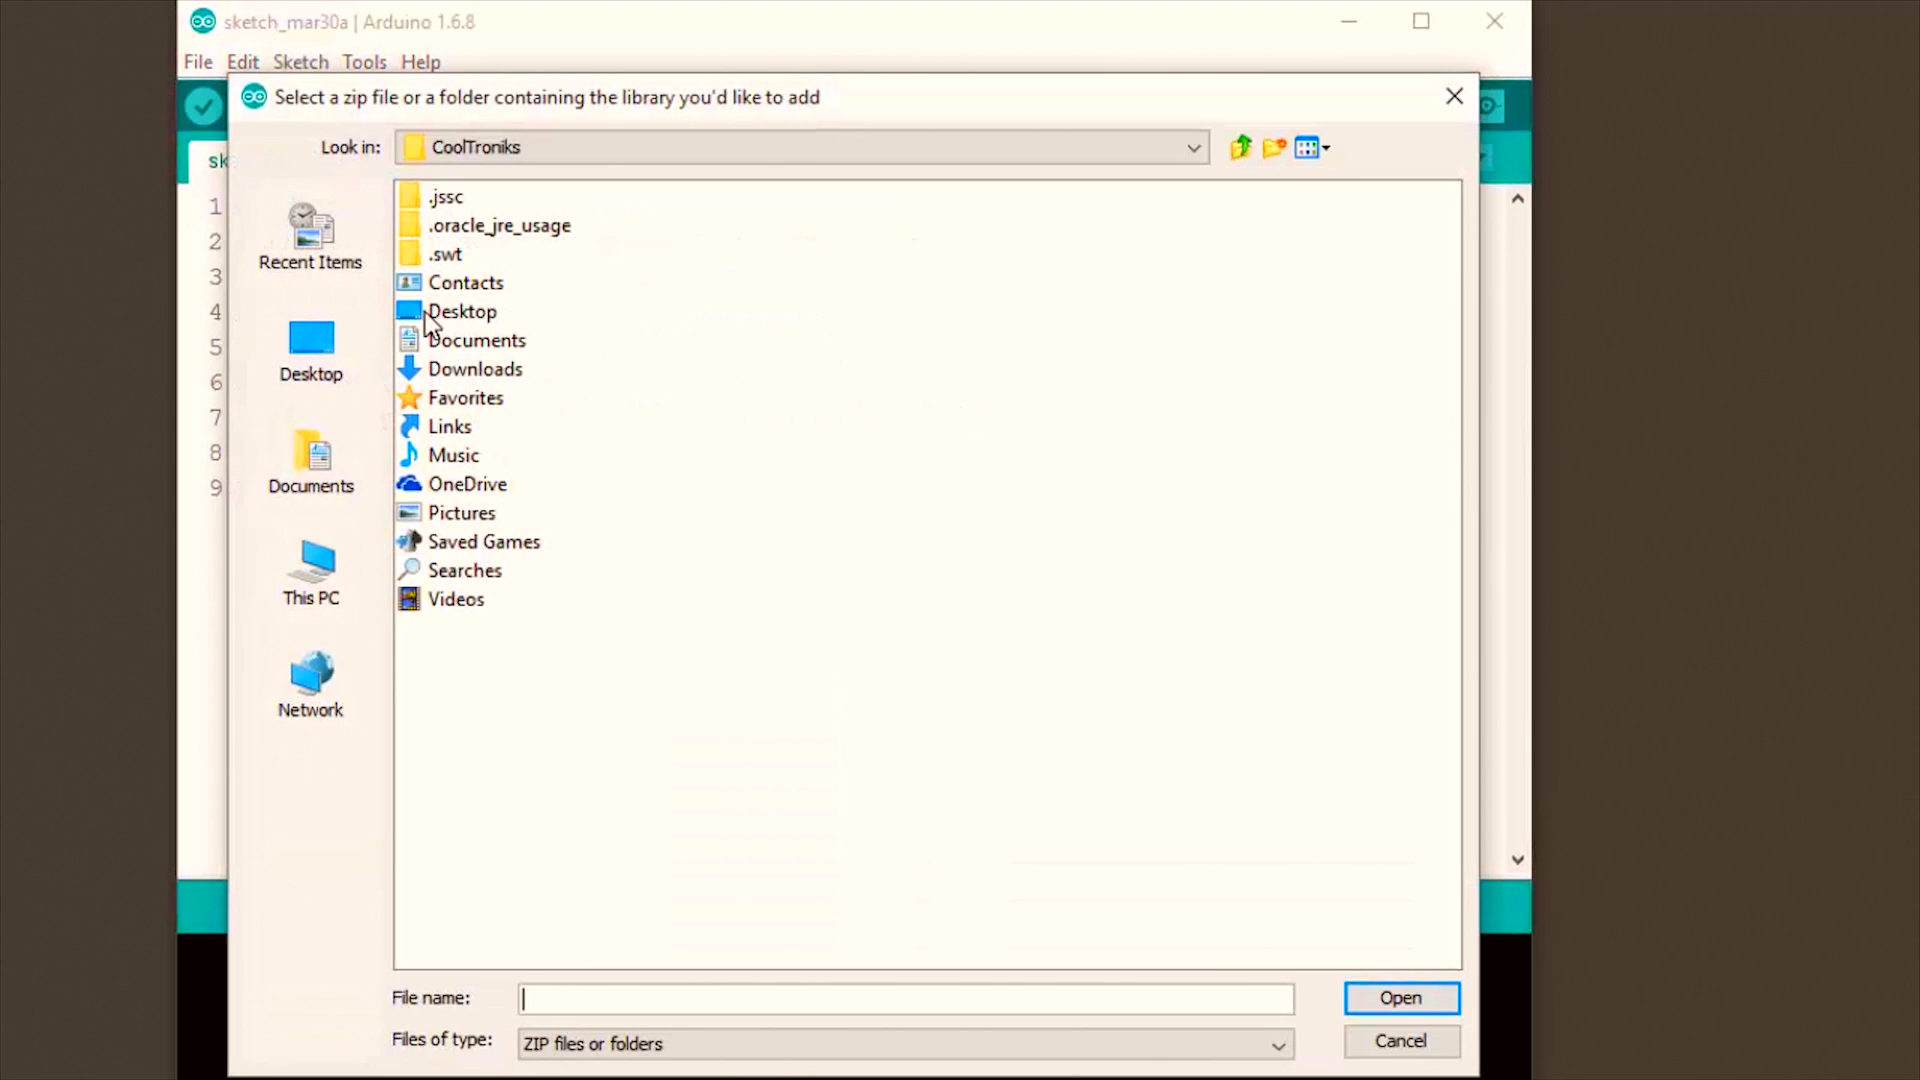 sketch_mar30a | Arduino 1.6.8
File Edit Sketch Tools Help
Select a zip file or a folder containing the library you'd like to add
Look in: CoolTroniks
sk
1
2
3
4
5
6
7
8
9
Recent Items
Desktop
Documents
This PC
Network
.jssc
.oracle_jre_usage
.swt
Contacts
Desktop
Documents
Downloads
Favorites
Links
Music
OneDrive
Pictures
Saved Games
Searches
Videos
File name:
Open
Files of type: ZIP files or folders
Cancel